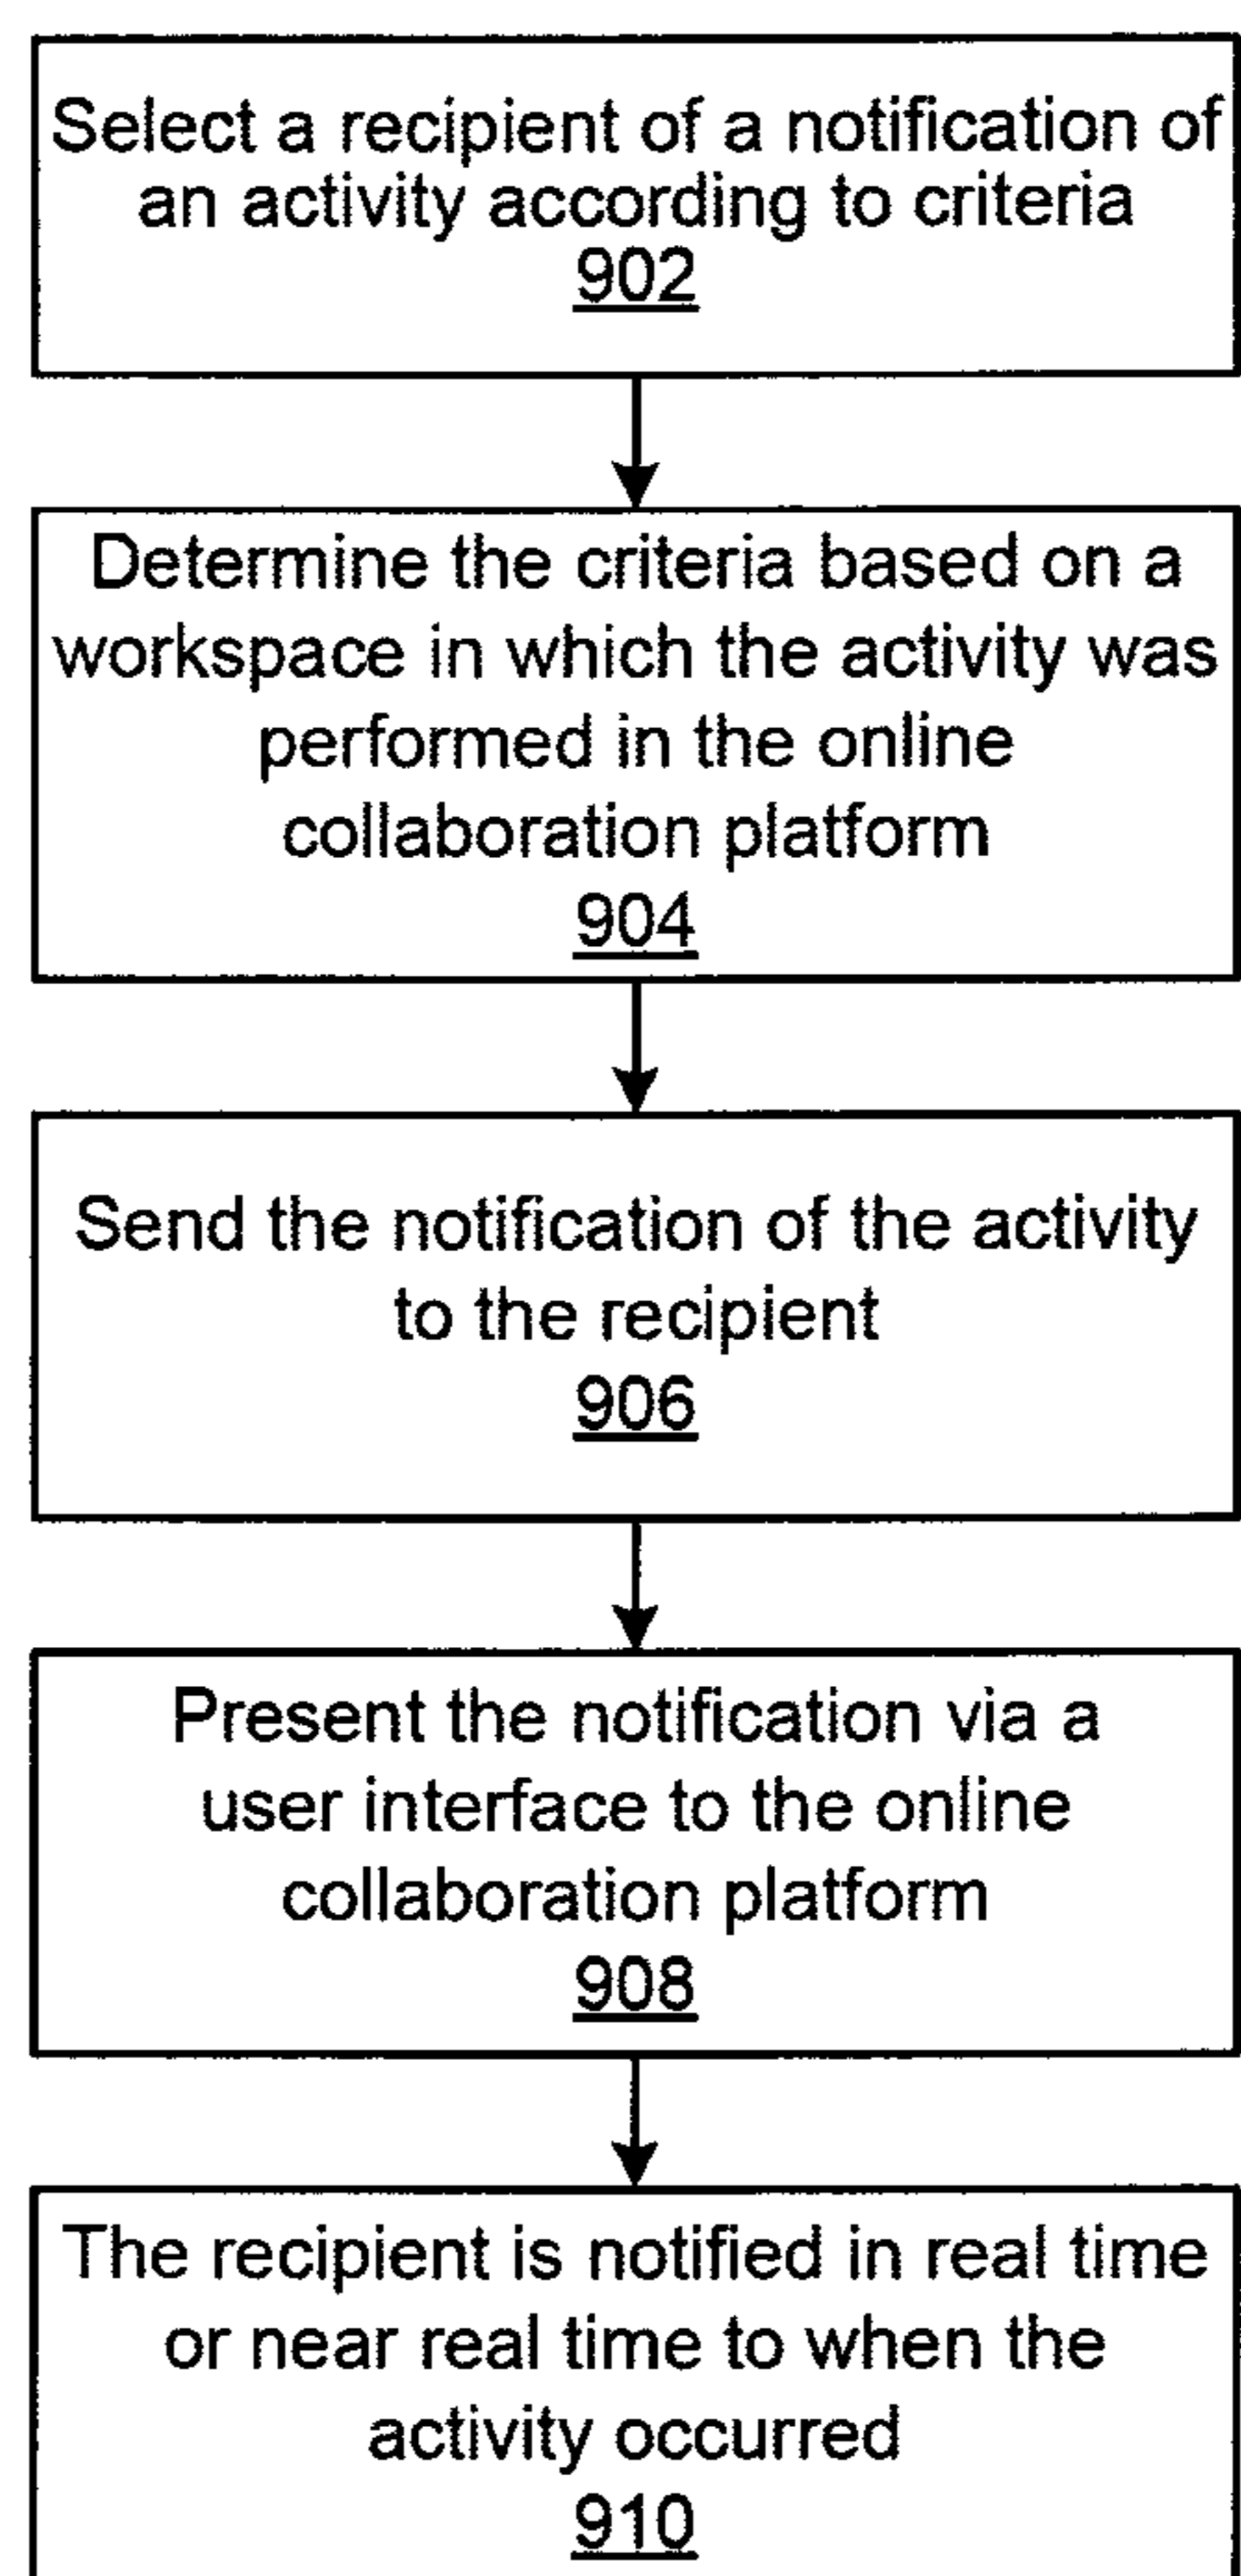 Select a recipient of a notification of
an activity according to criteria
902
Determine the criteria based on a
workspace in which the activity was
performed in the online
collaboration platform
904
Send the notification of the activity
to the recipient
906
Present the notification via a
user interface to the online
collaboration platform
908
The recipient is notified in real time
or near real time to when the
activity occurred
910